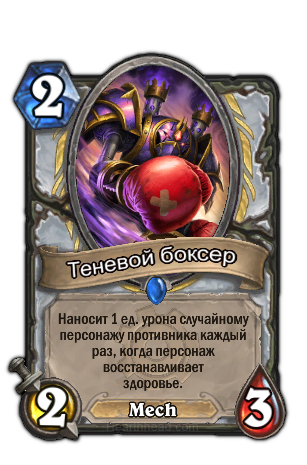 2
Теневой боксер
Наносит 1 ед. урона случайному
персонажу противника каждый
раз, когда персонаж
восстанавливает
здоровье.
2
Mech
3